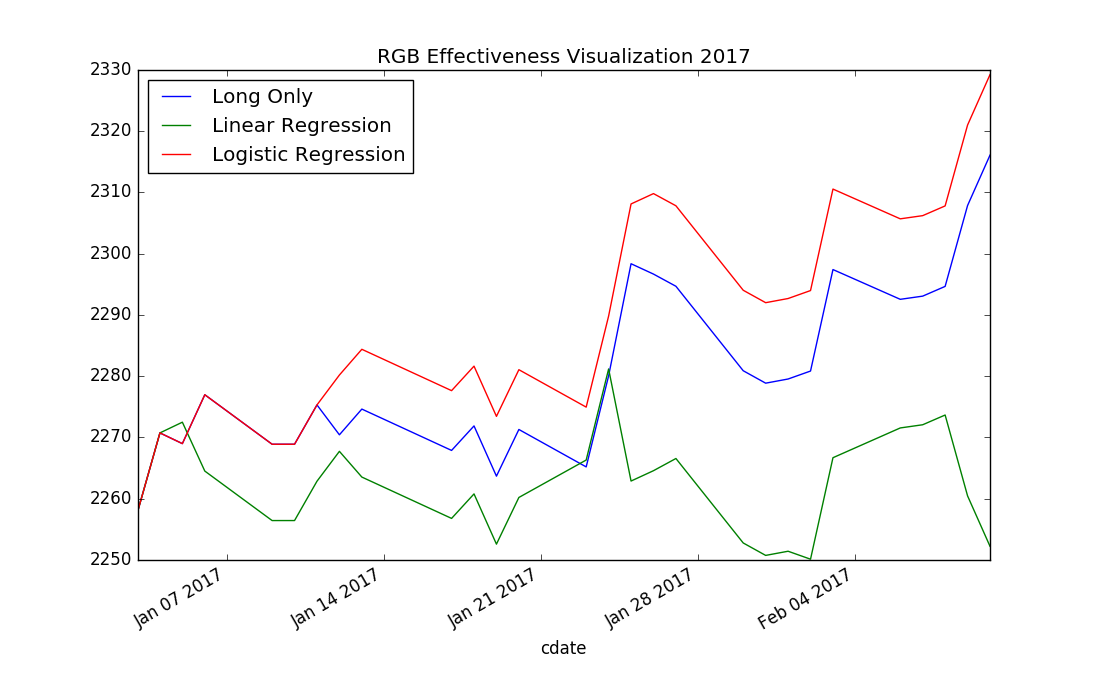 RGB Effectiveness Visualization 2017
2330
2320
2310
2300
2290
2280
2270
2260
2250
Long Only
Linear Regression
Logistic Regression
Jan 07 2017
Jan 14 2017
Jan 21 2017
Jan 28 2017
Feb 04 2017
cdate